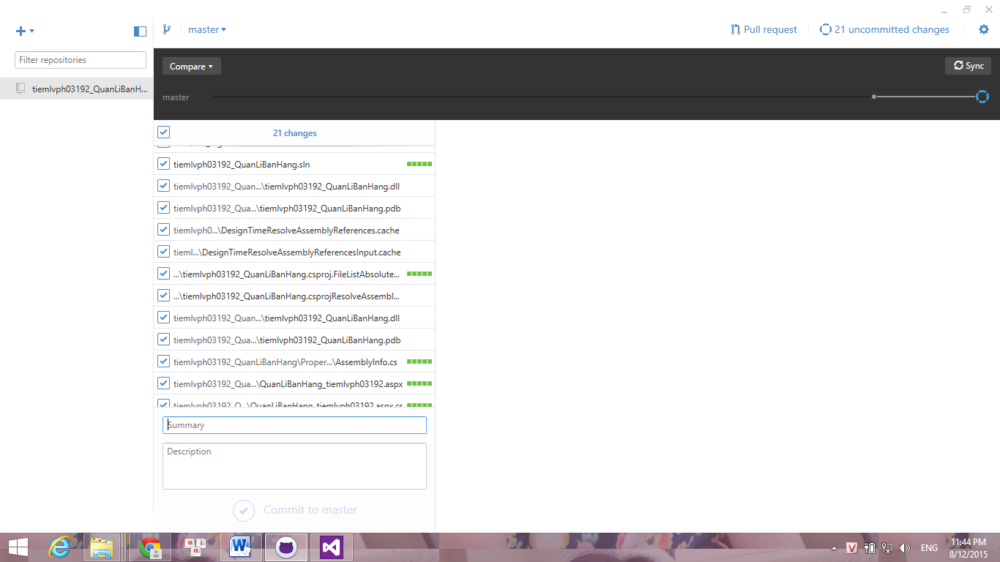 master
Pull request
21 uncommitted changes
Filter repositories
tiemlvph03192_QuanLiBanH...
Compare
Sync
master
21 changes
tiemlvph03192_QuanLiBanHang.sln
tiemlvph03192_Quan...\tiemlvph03192_QuanLiBanHang.dll
tiemlvph03192_Qua...\tiemlvph03192_QuanLiBanHang.pdb
tiemlvph0...\DesignTimeResolveAssemblyReferences.cache
tieml...\DesignTimeResolveAssemblyReferencesInput.cache
...\tiemlvph03192_QuanLiBanHang.csproj.FileListAbsolute...
...\tiemlvph03192_QuanLiBanHang.csprojResolveAssembl...
tiemlvph03192_Quan...\tiemlvph03192_QuanLiBanHang.dll
tiemlvph03192_Qua...\tiemlvph03192_QuanLiBanHang.pdb
tiemlvph03192_QuanLiBanHang\Proper...\AssemblyInfo.cs
tiemlvph03192_Qua...\QuanLiBanHang_tiemlvph03192.aspx
tiemlvph03192_Q...\QuanLiBanHang_tiemlvph03192.aspx.cs
Summary
Description
Commit to master
ENG
11:44 PM
8/12/2015